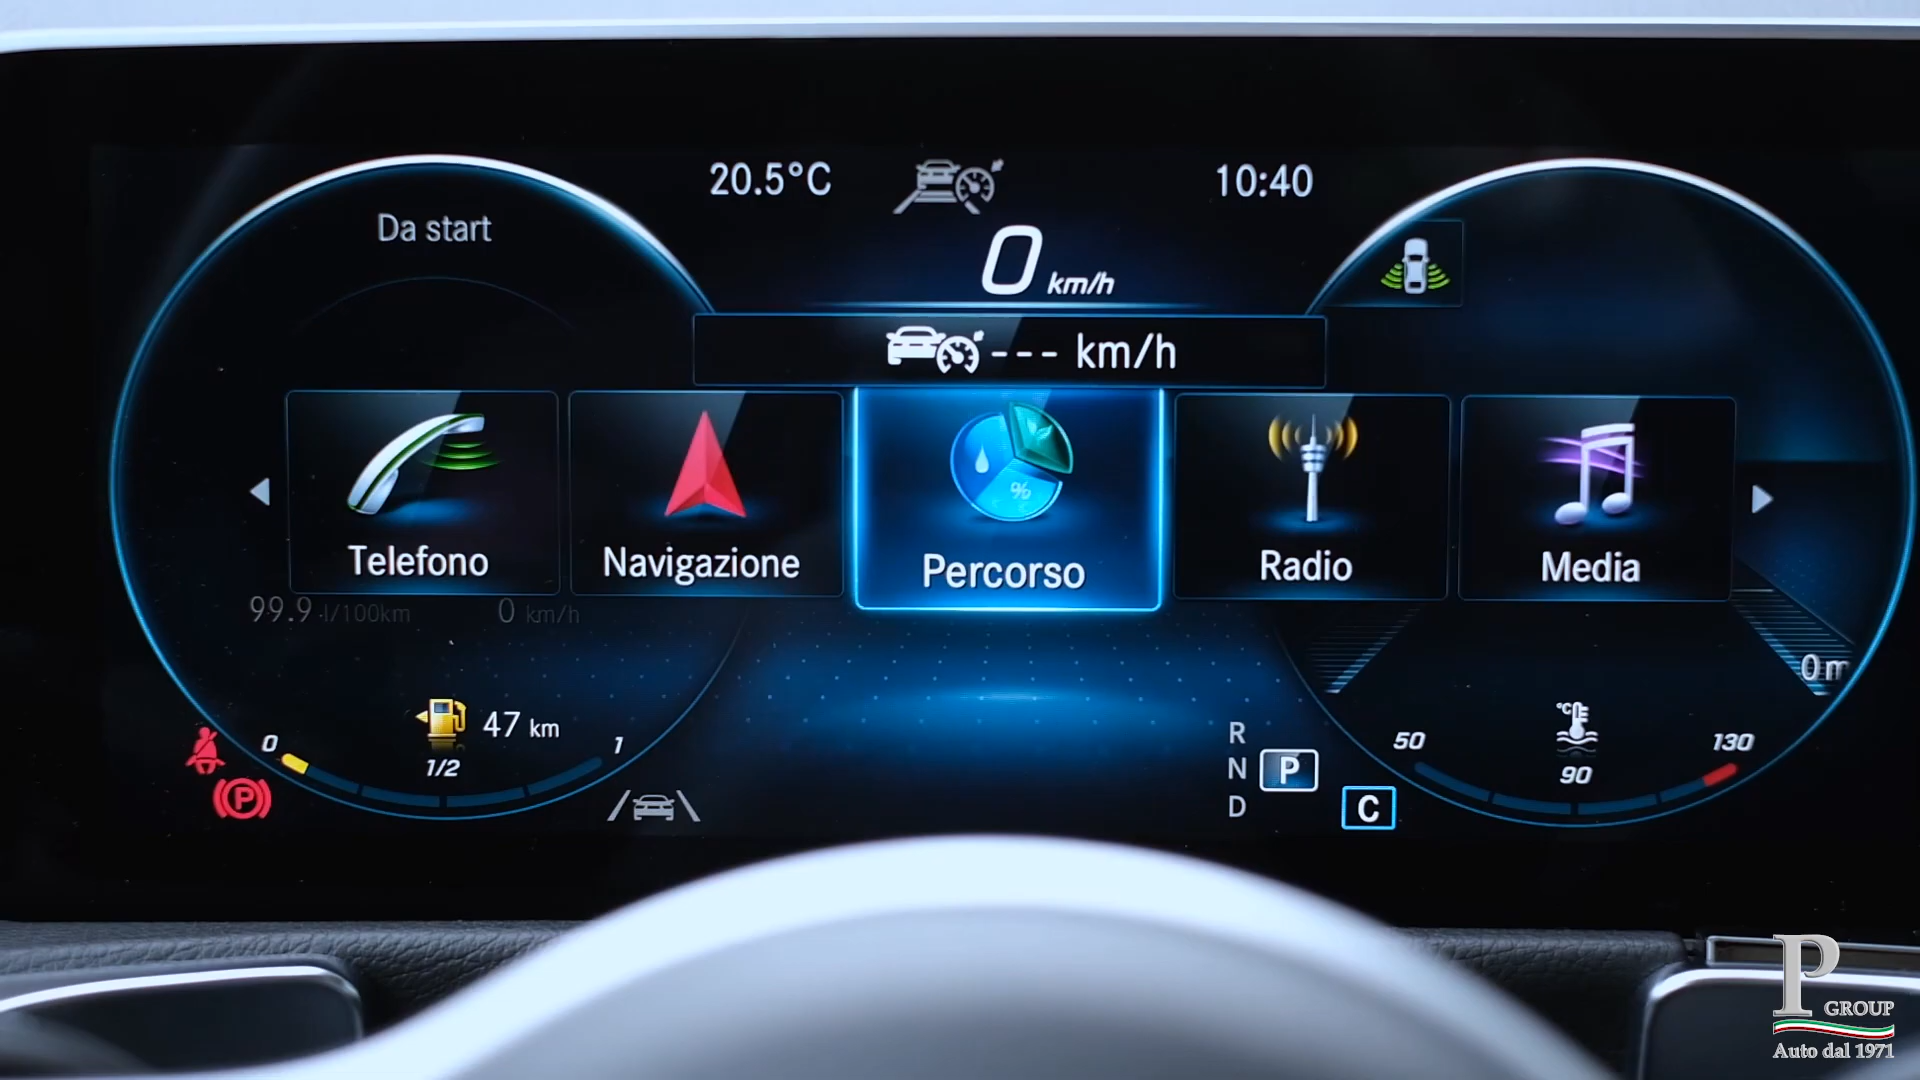 20.5°C
10:40
Da start
0 km/h
--- km/h
Telefono
Navigazione
Percorso
Radio
Media
%
99.9 l/100km
0 km/h
0 m
47 km
0
1/2
1
R
N
D
P
C
50
°C
90
130
P
P GROUP
Auto dal 1971